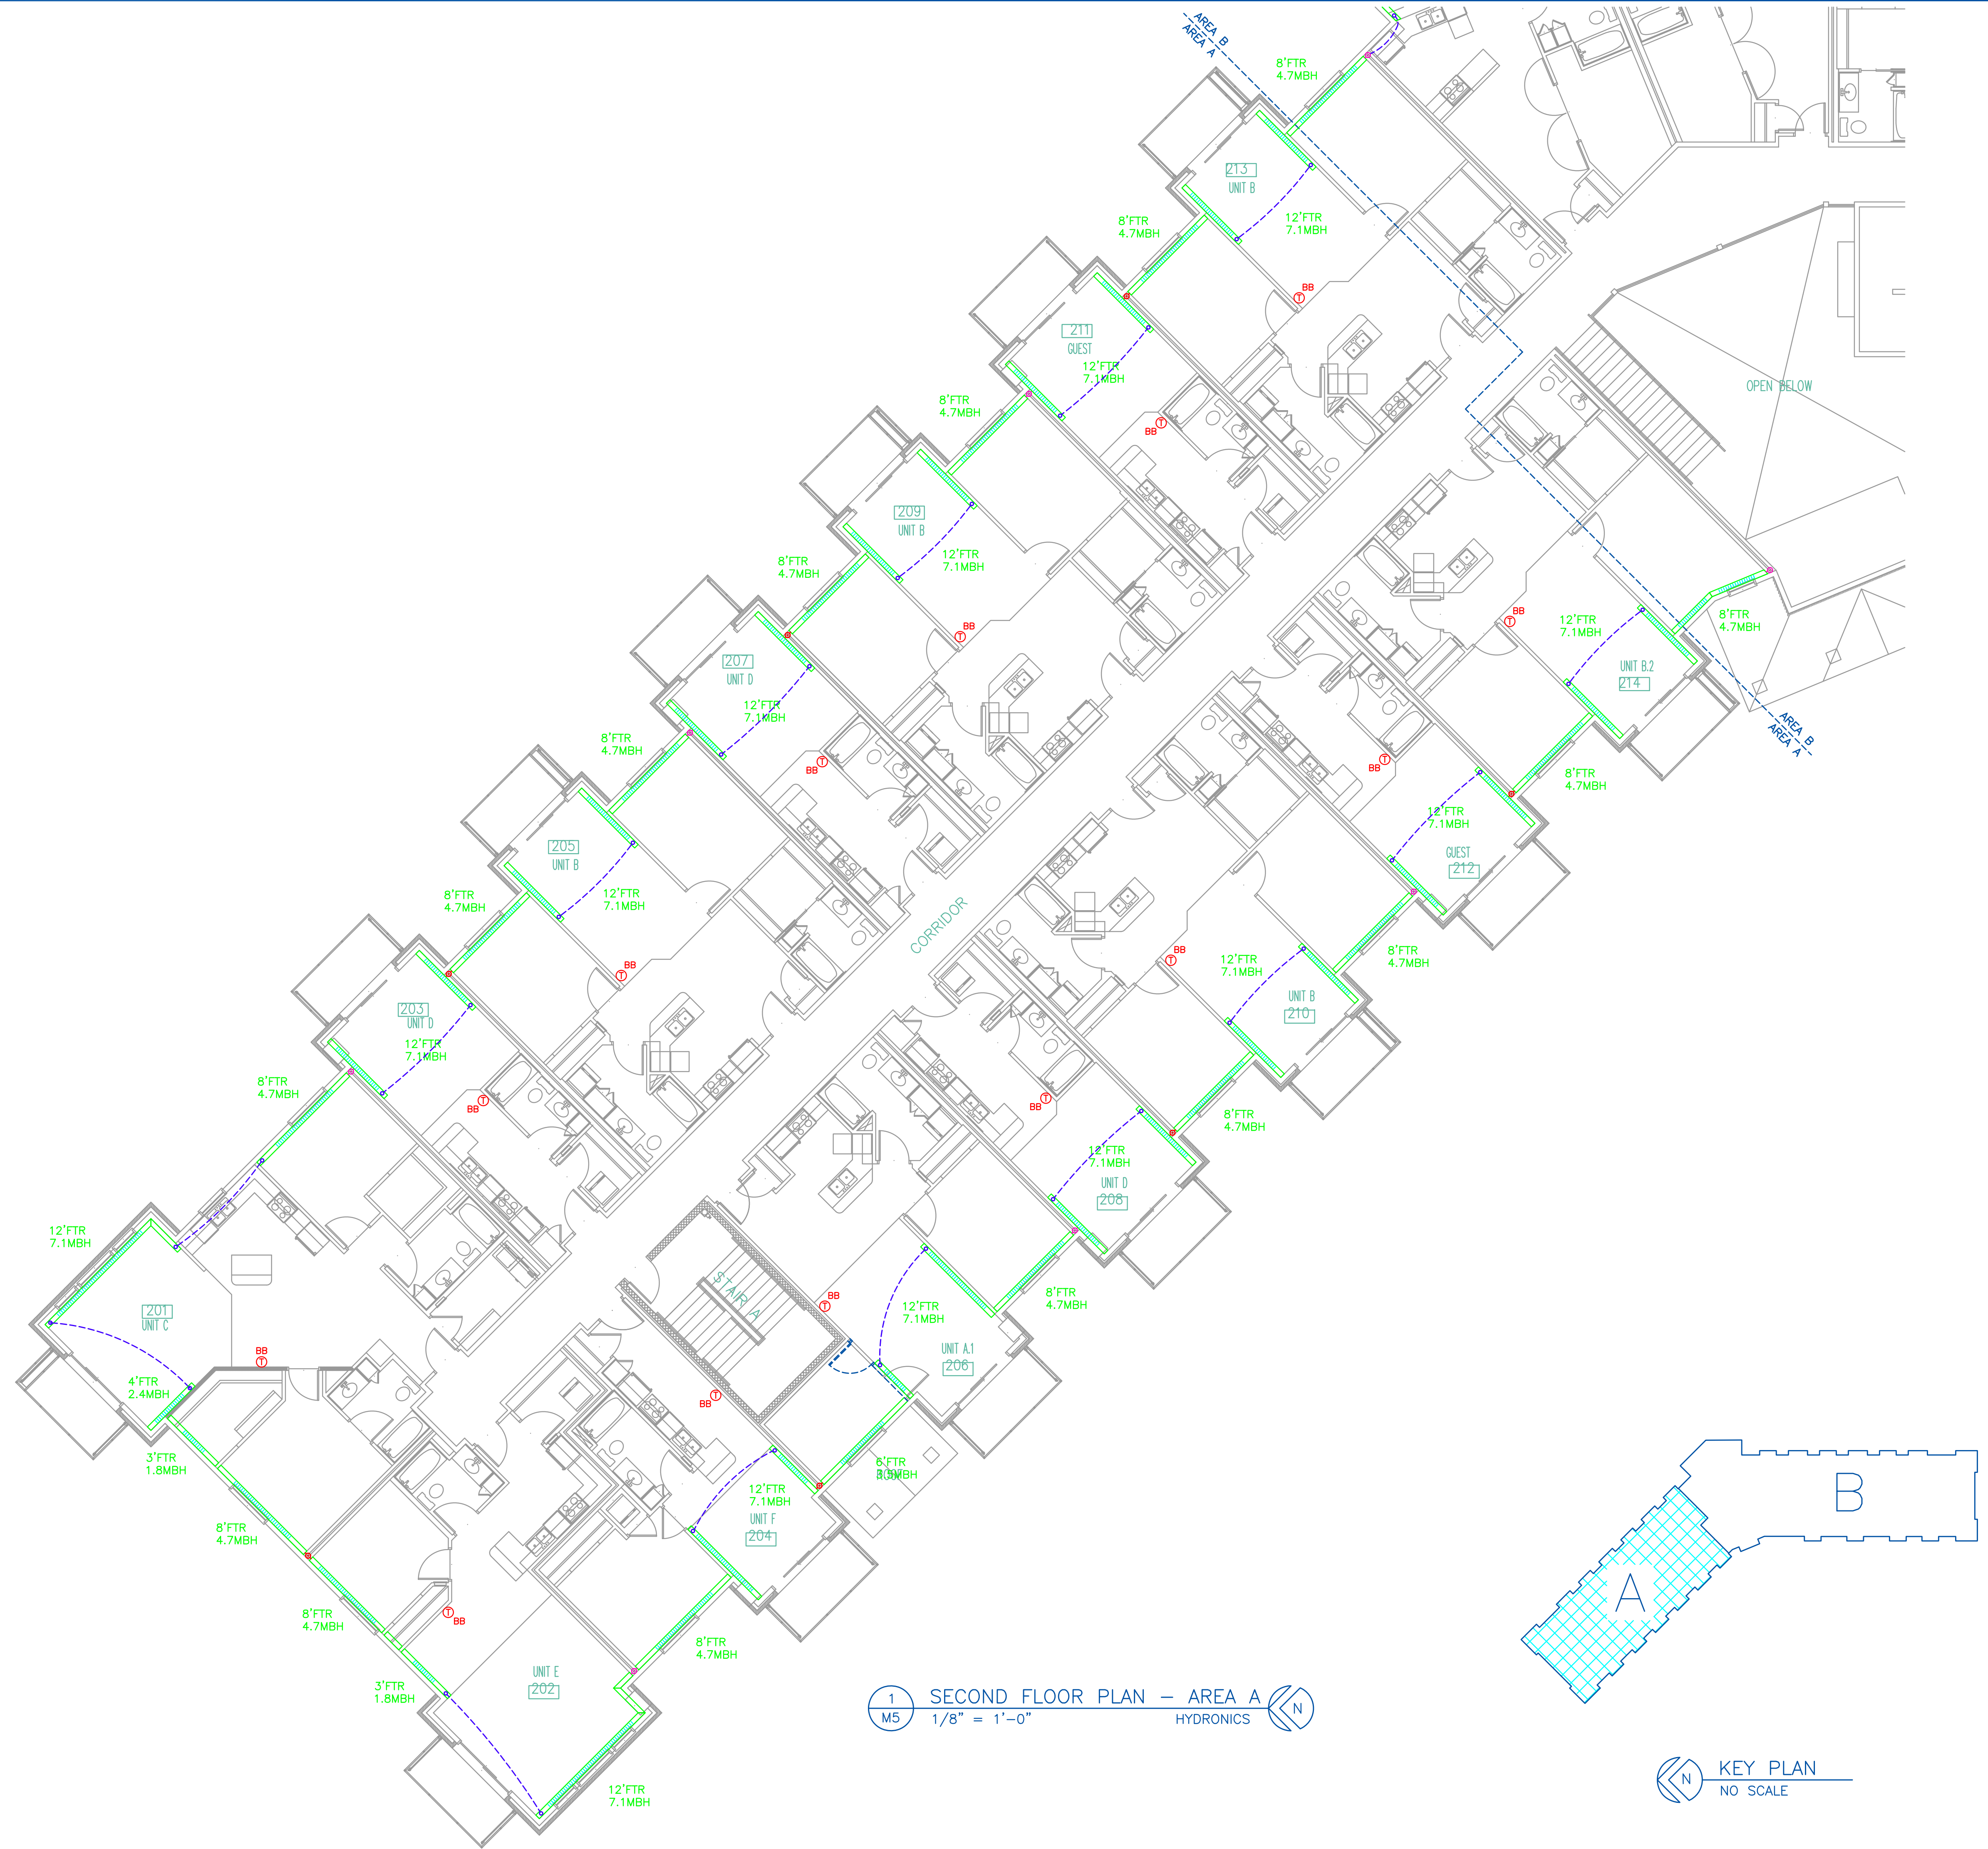 AREA B
AREA A
8'FTR
4.7MBH
213
UNIT B
12'FTR
7.1MBH
8'FTR
4.7MBH
BB
T
211
GUEST
12'FTR
7.1MBH
OPEN BELOW
8'FTR
4.7MBH
BB
T
209
UNIT B
12'FTR
7.1MBH
8'FTR
4.7MBH
BB
T
207
UNIT D
12'FTR
7.1MBH
8'FTR
4.7MBH
BB
T
205
UNIT B
12'FTR
7.1MBH
8'FTR
4.7MBH
BB
T
203
UNIT D
12'FTR
7.1MBH
8'FTR
4.7MBH
BB
T
BB
T
12'FTR
7.1MBH
8'FTR
4.7MBH
UNIT B.2
214
AREA B
AREA A
8'FTR
4.7MBH
BB
T
12'FTR
7.1MBH
GUEST
212
8'FTR
4.7MBH
CORRIDOR
BB
T
12'FTR
7.1MBH
UNIT B
210
8'FTR
4.7MBH
BB
T
12'FTR
7.1MBH
UNIT D
208
8'FTR
4.7MBH
STAIR A
BB
T
12'FTR
7.1MBH
UNIT A.1
206
12'FTR
7.1MBH
201
UNIT C
BB
T
4'FTR
2.4MBH
3'FTR
1.8MBH
8'FTR
4.7MBH
8'FTR
4.7MBH
3'FTR
1.8MBH
BB
T
BB
T
12'FTR
7.1MBH
UNIT F
204
6'FTR
8'FTR
4.7MBH
UNIT E
202
12'FTR
7.1MBH
1
M5
SECOND FLOOR PLAN – AREA A
1/8" = 1'-0"
HYDRONICS
N
A
B
N
KEY PLAN
NO SCALE